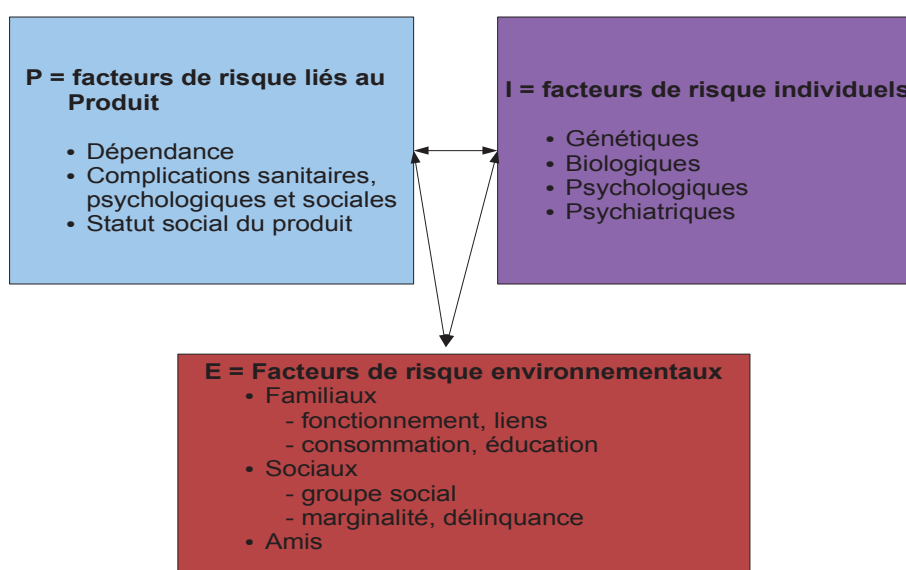 P = facteurs de risque liés au
Produit
• Dépendance
• Complications sanitaires,
psychologiques et sociales
• Statut social du produit
I = facteurs de risque individuels
• Génétiques
• Biologiques
• Psychologiques
• Psychiatriques
E = Facteurs de risque environnementaux
• Familiaux
- fonctionnement, liens
- consommation, éducation
• Sociaux
- groupe social
- marginalité, délinquance
• Amis